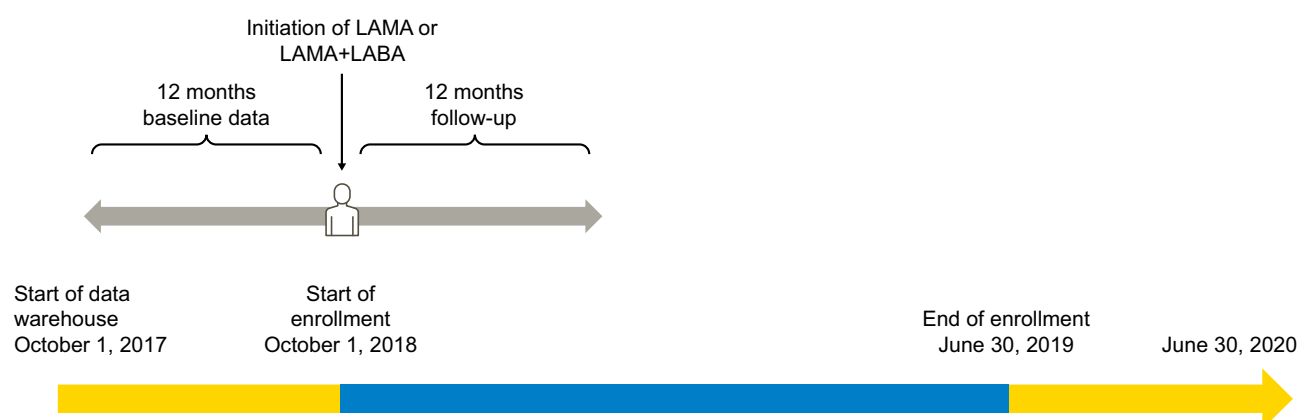 Initiation of LAMA or
LAMA+LABA
12 months
baseline data
12 months
follow-up
Start of data
warehouse
October 1, 2017
Start of
enrollment
October 1, 2018
End of enrollment
June 30, 2019
June 30, 2020